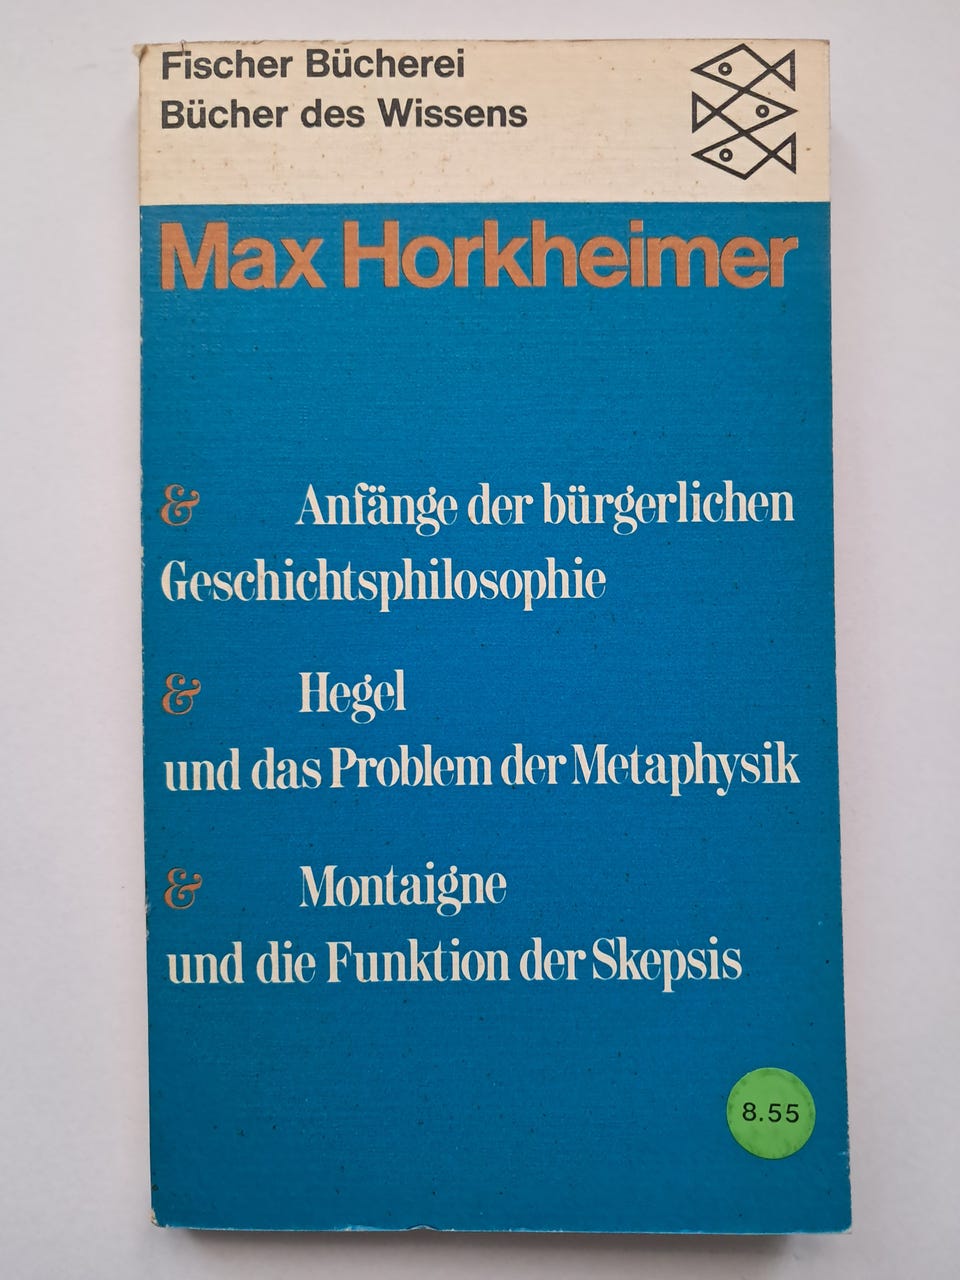 Fischer Bücherei
Bücher des Wissens
Max Horkheimer
& Anfänge der bürgerlichen
Geschichtsphilosophie
& Hegel
und das Problem der Metaphysik
& Montaigne
und die Funktion der Skepsis
8.55